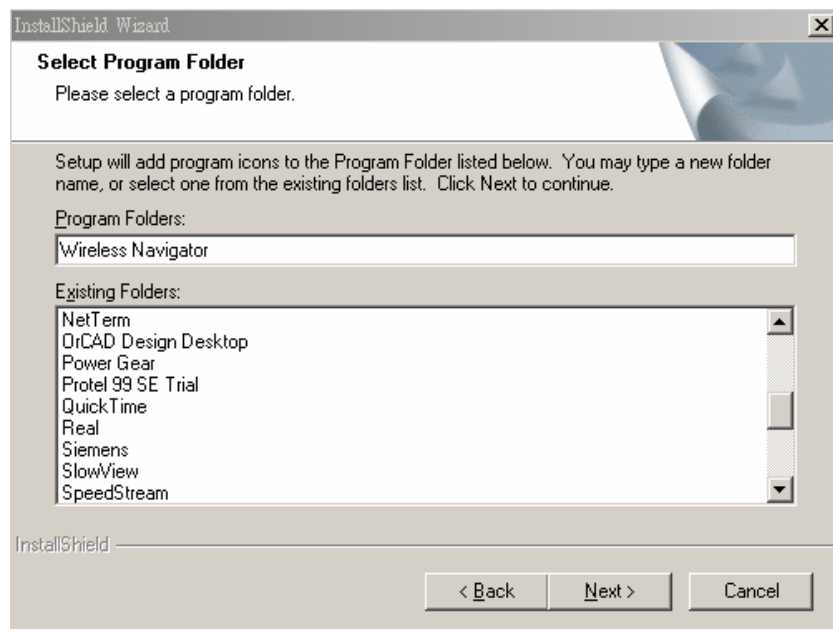 InstallShield Wizard
Select Program Folder
Please select a program folder.
Setup will add program icons to the Program Folder listed below.  You may type a new folder
name, or select one from the existing folders list.  Click Next to continue.
Program Folders:
Wireless Navigator
Existing Folders:
NetTerm
OrCAD Design Desktop
Power Gear
Protel 99 SE Trial
QuickTime
Real
Siemens
SlowView
SpeedStream
InstallShield
< Back
Next >
Cancel